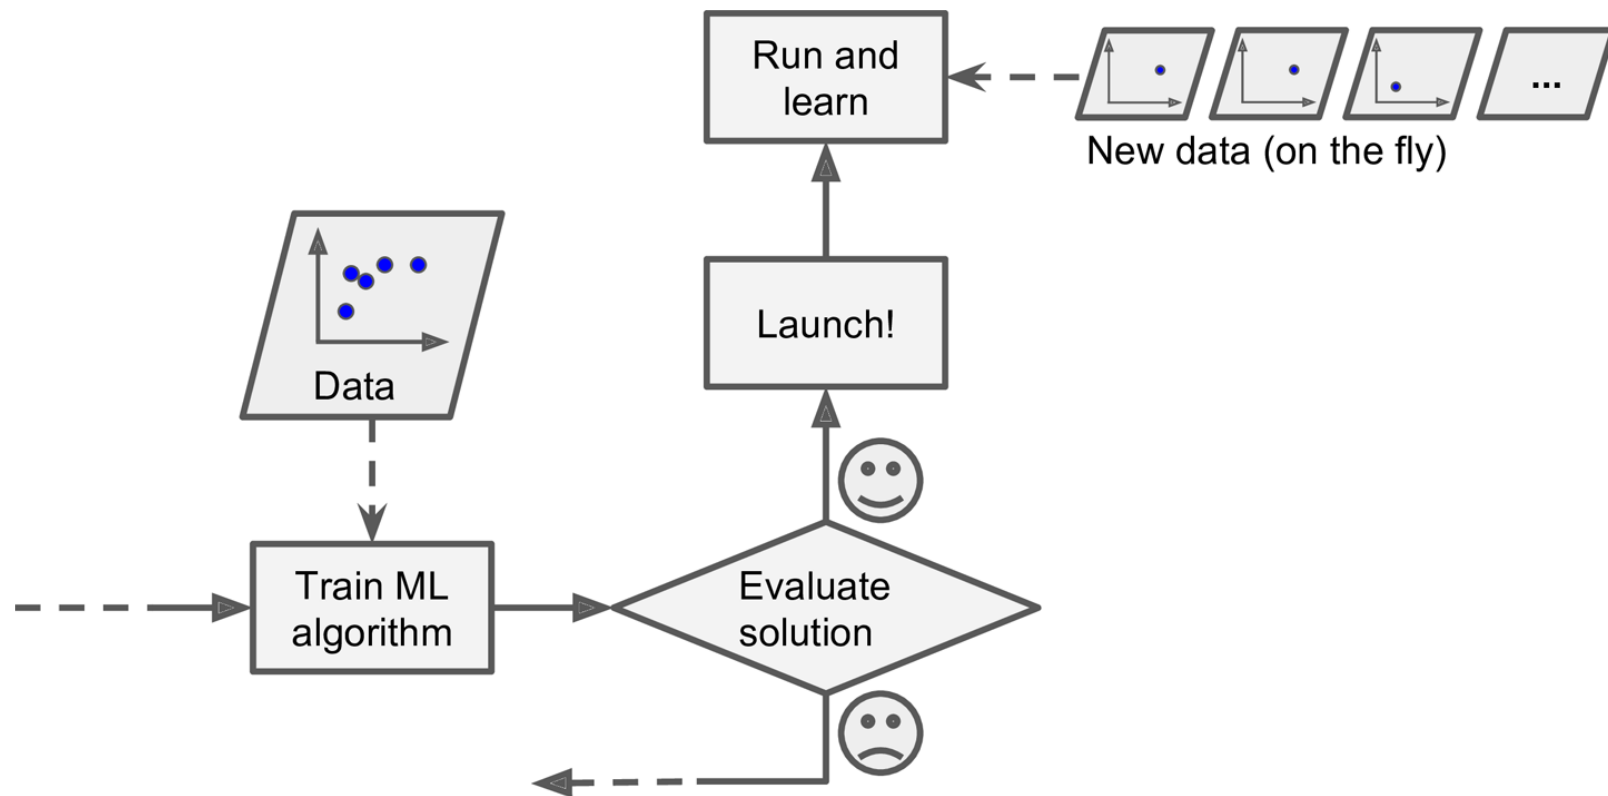 Run and
learn
...
New data (on the fly)
Launch!
Data
Train ML
algorithm
Evaluate
solution